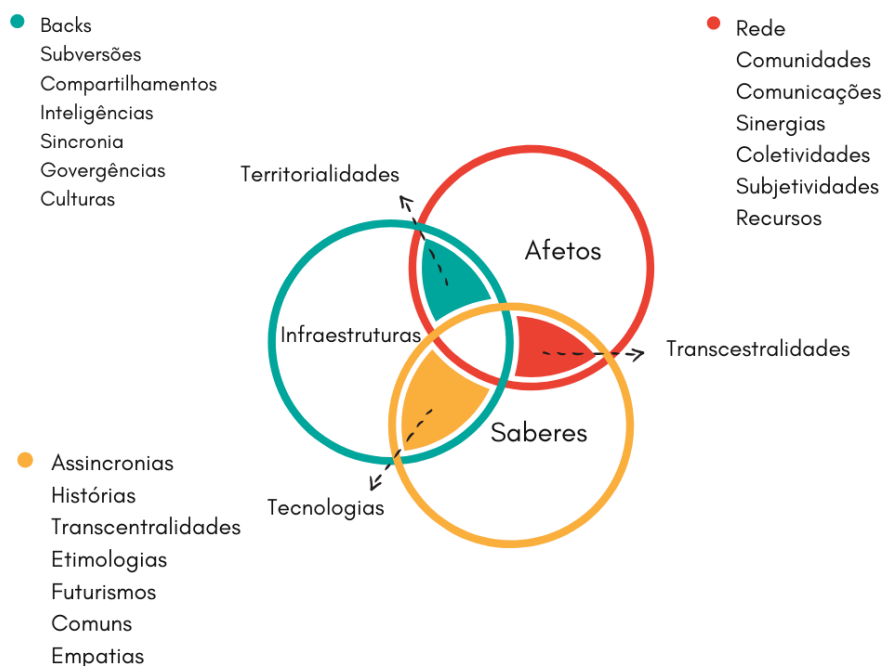 Backs
Subversões
Compartilhamentos
Inteligências
Sincronia
Govergências
Culturas
Rede
Comunidades
Comunicações
Sinergias
Coletividades
Subjetividades
Recursos
Territorialidades
Afetos
Infraestruturas
Transcestralidades
Saberes
Tecnologias
Assincronias
Histórias
Transcentralidades
Etimologias
Futurismos
Comuns
Empatias